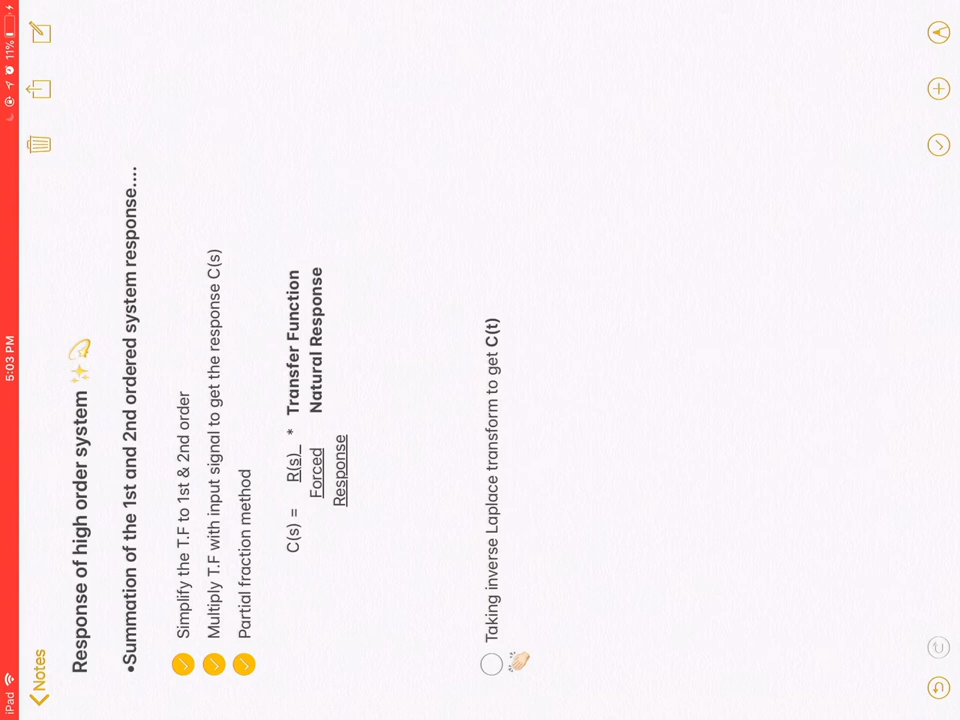 iPad 5:03 PM 11%
Notes
Response of high order system
•Summation of the 1st and 2nd ordered system response....
Simplify the T.F to 1st & 2nd order
Multiply T.F with input signal to get the response C(s)
Partial fraction method
C(s) = R(s) * Transfer Function
Forced Natural Response
Response
Taking inverse Laplace transform to get C(t)